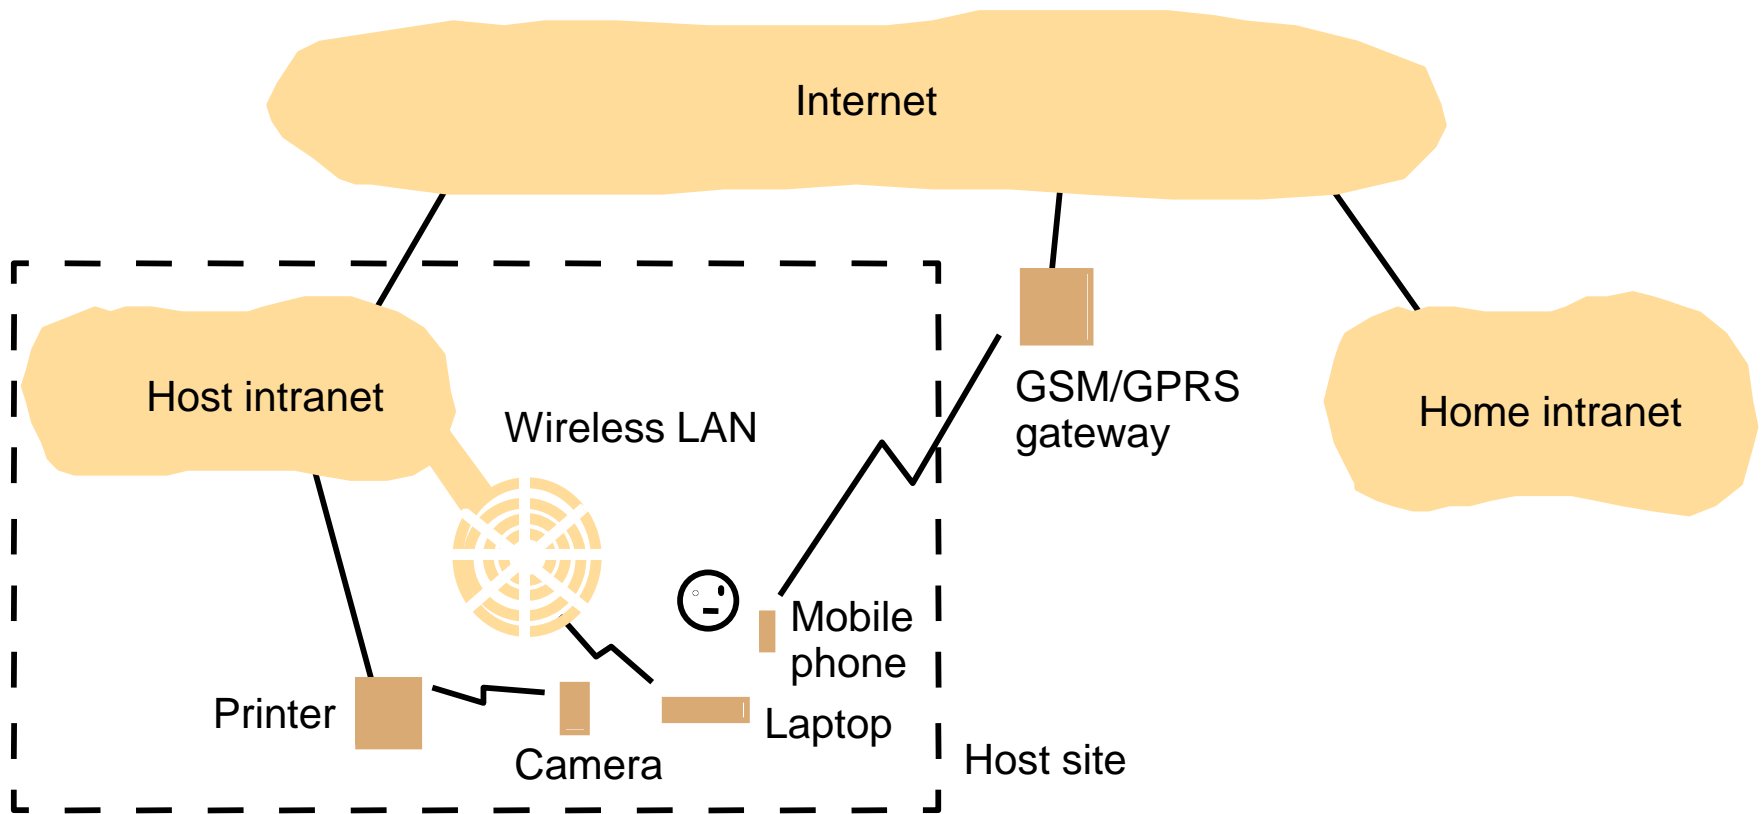 Internet
Host intranet
Wireless LAN
GSM/GPRS
gateway
Home intranet
Mobile
phone
Printer
Laptop
Camera
Host site